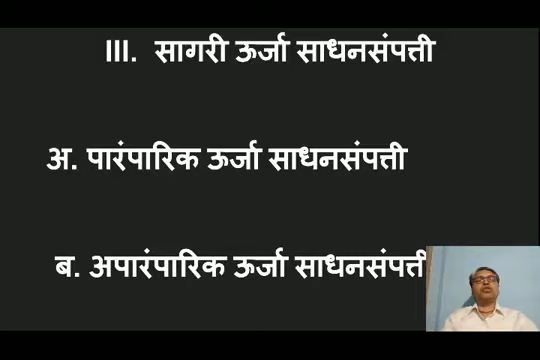 III. सागरी ऊर्जा साधनसंपत्ती
अ. पारंपारिक ऊर्जा साधनसंपत्ती
ब. अपारंपारिक ऊर्जा साधनसंपत्ती